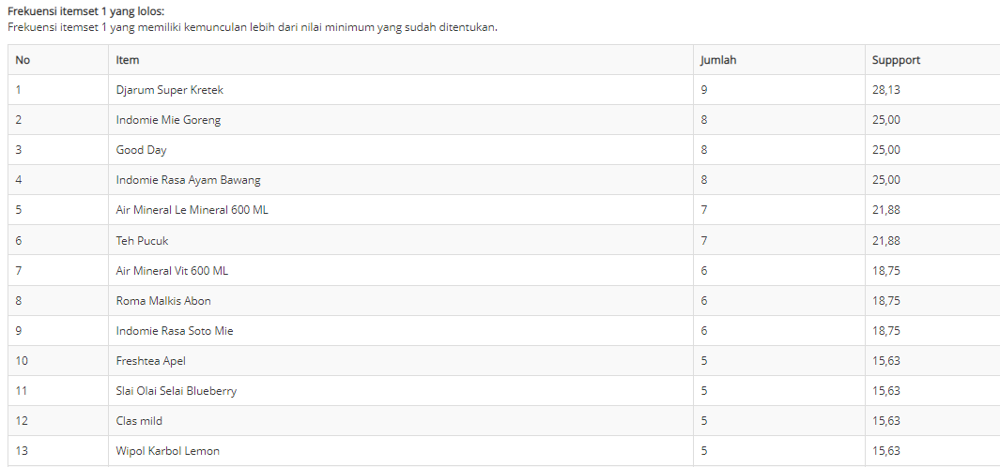 Frekuensi itemset 1 yang lolos:
Frekuensi itemset 1 yang memiliki kemunculan lebih dari nilai minimum yang sudah ditentukan.
No Item Jumlah Suppport
1 Djarum Super Kretek 9 28,13
2 Indomie Mie Goreng 8 25,00
3 Good Day 8 25,00
4 Indomie Rasa Ayam Bawang 8 25,00
5 Air Mineral Le Mineral 600 ML 7 21,88
6 Teh Pucuk 7 21,88
7 Air Mineral Vit 600 ML 6 18,75
8 Roma Malkis Abon 6 18,75
9 Indomie Rasa Soto Mie 6 18,75
10 Freshtea Apel 5 15,63
11 Slai Olai Selai Blueberry 5 15,63
12 Clas mild 5 15,63
13 Wipol Karbol Lemon 5 15,63